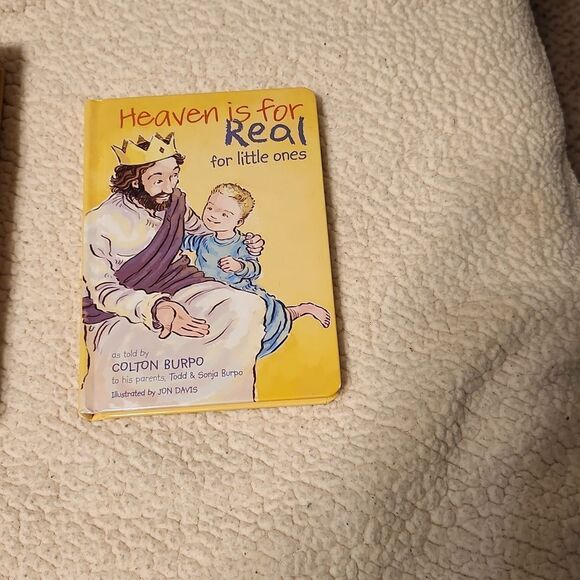 Heaven is for
Real
for little ones
as told by
COLTON BURPO
to his parents, Todd & Sonja Burpo
Illustrated by JON DAVIS